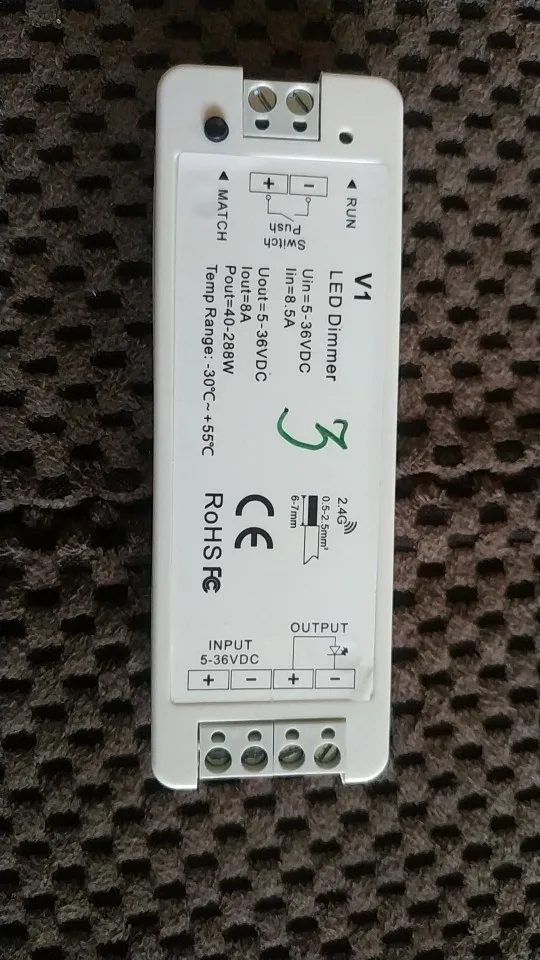 ◄ RUN
− +
Push
Switch
◄ MATCH
V1
LED Dimmer
Uin=5-36VDC
Iin=8.5A
Uout=5-36VDC
Iout=8A
Pout=40-288W
Temp Range: -30℃~+55℃
3
2.4G
0.5-2.5mm²
6-7mm
CE
RoHS FC
OUTPUT
INPUT
5-36VDC
+ − + −